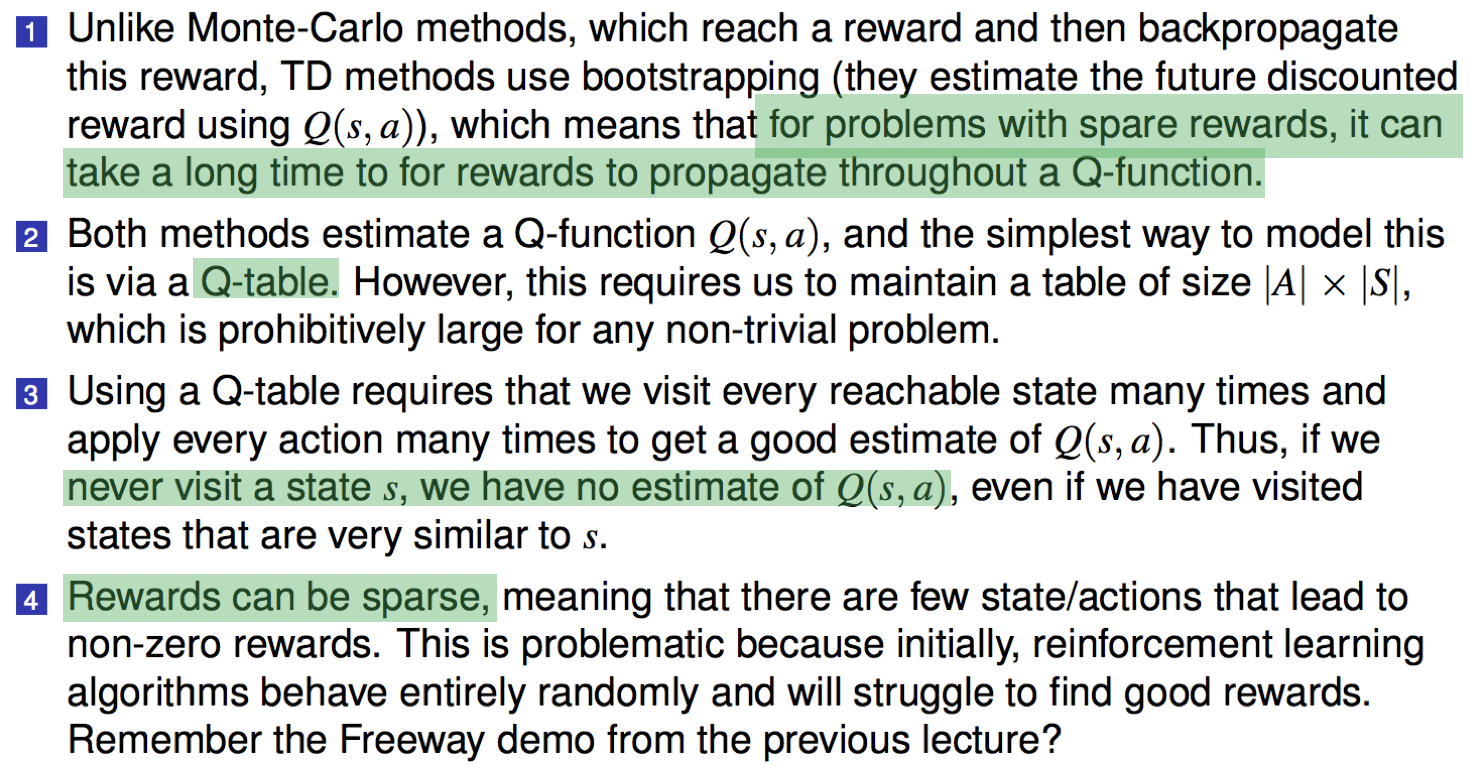 1 Unlike Monte-Carlo methods, which reach a reward and then backpropagate
this reward, TD methods use bootstrapping (they estimate the future discounted
reward using Q(s, a)), which means that for problems with spare rewards, it can
take a long time to for rewards to propagate throughout a Q-function.
2 Both methods estimate a Q-function Q(s, a), and the simplest way to model this
is via a Q-table. However, this requires us to maintain a table of size |A| × |S|,
which is prohibitively large for any non-trivial problem.
3 Using a Q-table requires that we visit every reachable state many times and
apply every action many times to get a good estimate of Q(s, a). Thus, if we
never visit a state s, we have no estimate of Q(s, a), even if we have visited
states that are very similar to s.
4 Rewards can be sparse, meaning that there are few state/actions that lead to
non-zero rewards. This is problematic because initially, reinforcement learning
algorithms behave entirely randomly and will struggle to find good rewards.
Remember the Freeway demo from the previous lecture?